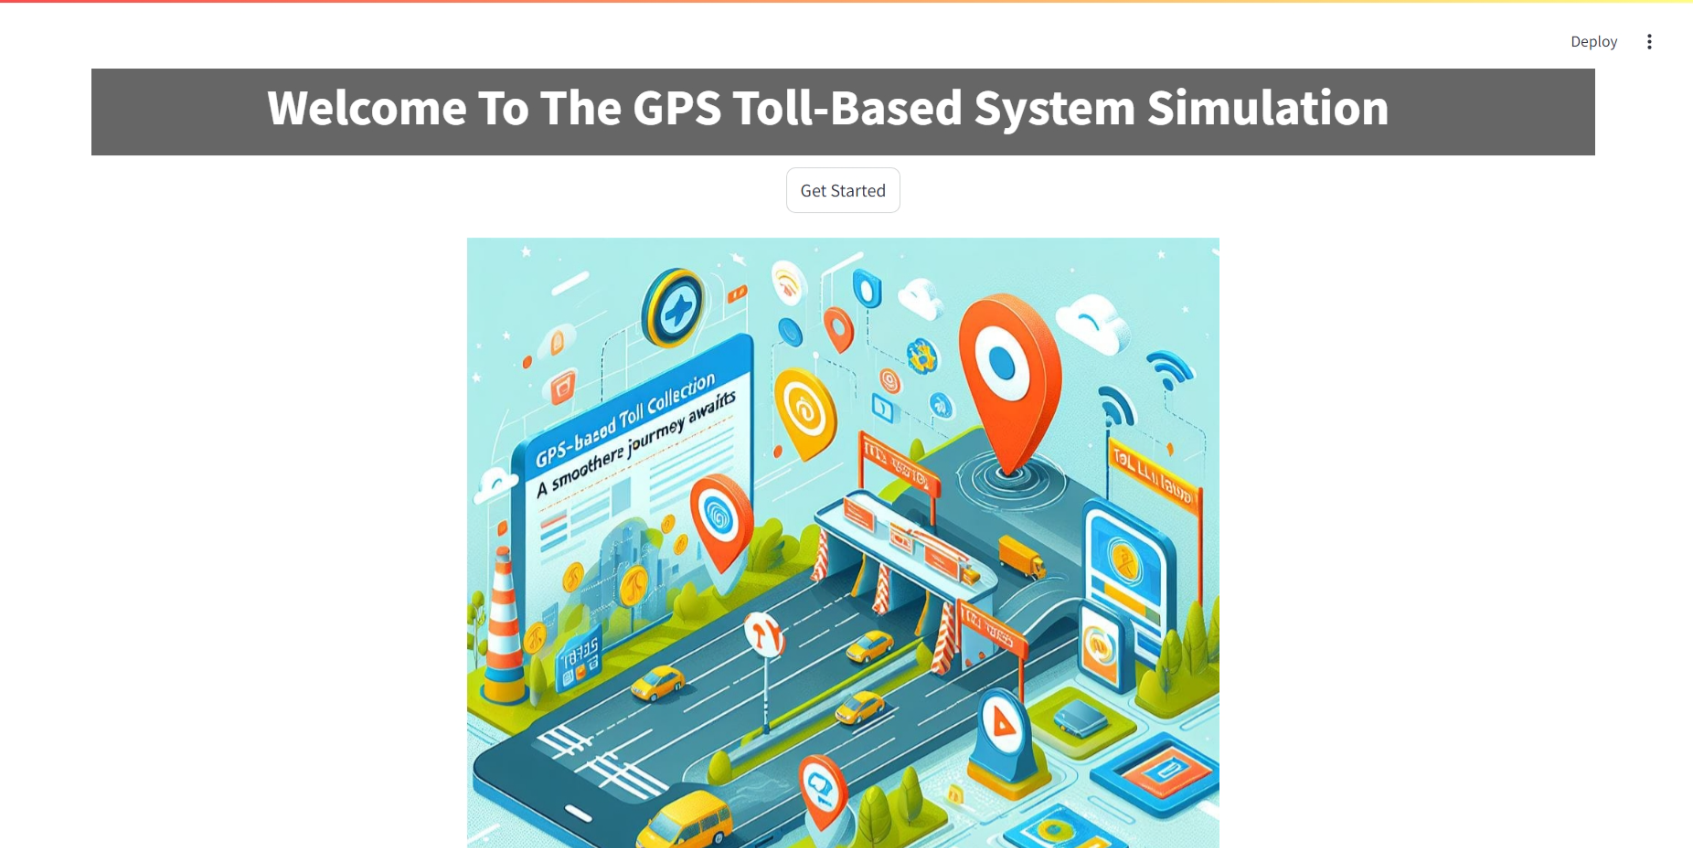 Deploy
Welcome To The GPS Toll-Based System Simulation
Get Started
GPS-based Toll Collection
A smoothere journey awaits